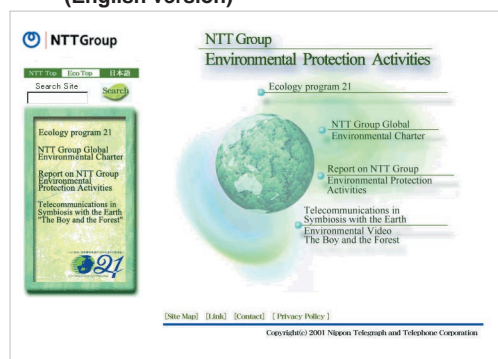 (English version)
NTT Group
NTT Group
Environmental Protection Activities
NTT Top Eco Top 日本語
Search Site
Search
Ecology program 21
NTT Group Global
Environmental Charter
Report on NTT Group
Environmental
Protection Activities
Telecommunications in
Symbiosis with the Earth
"The Boy and the Forest"
21
Ecology program 21
NTT Group Global
Environmental Charter
Report on NTT Group
Environmental Protection
Activities
Telecommunications in
Symbiosis with the Earth
Environmental Video
The Boy and the Forest
[Site Map] [Link] [Contact] [ Privacy Policy ]
Copyright(c) 2001 Nippon Telegraph and Telephone Corporation